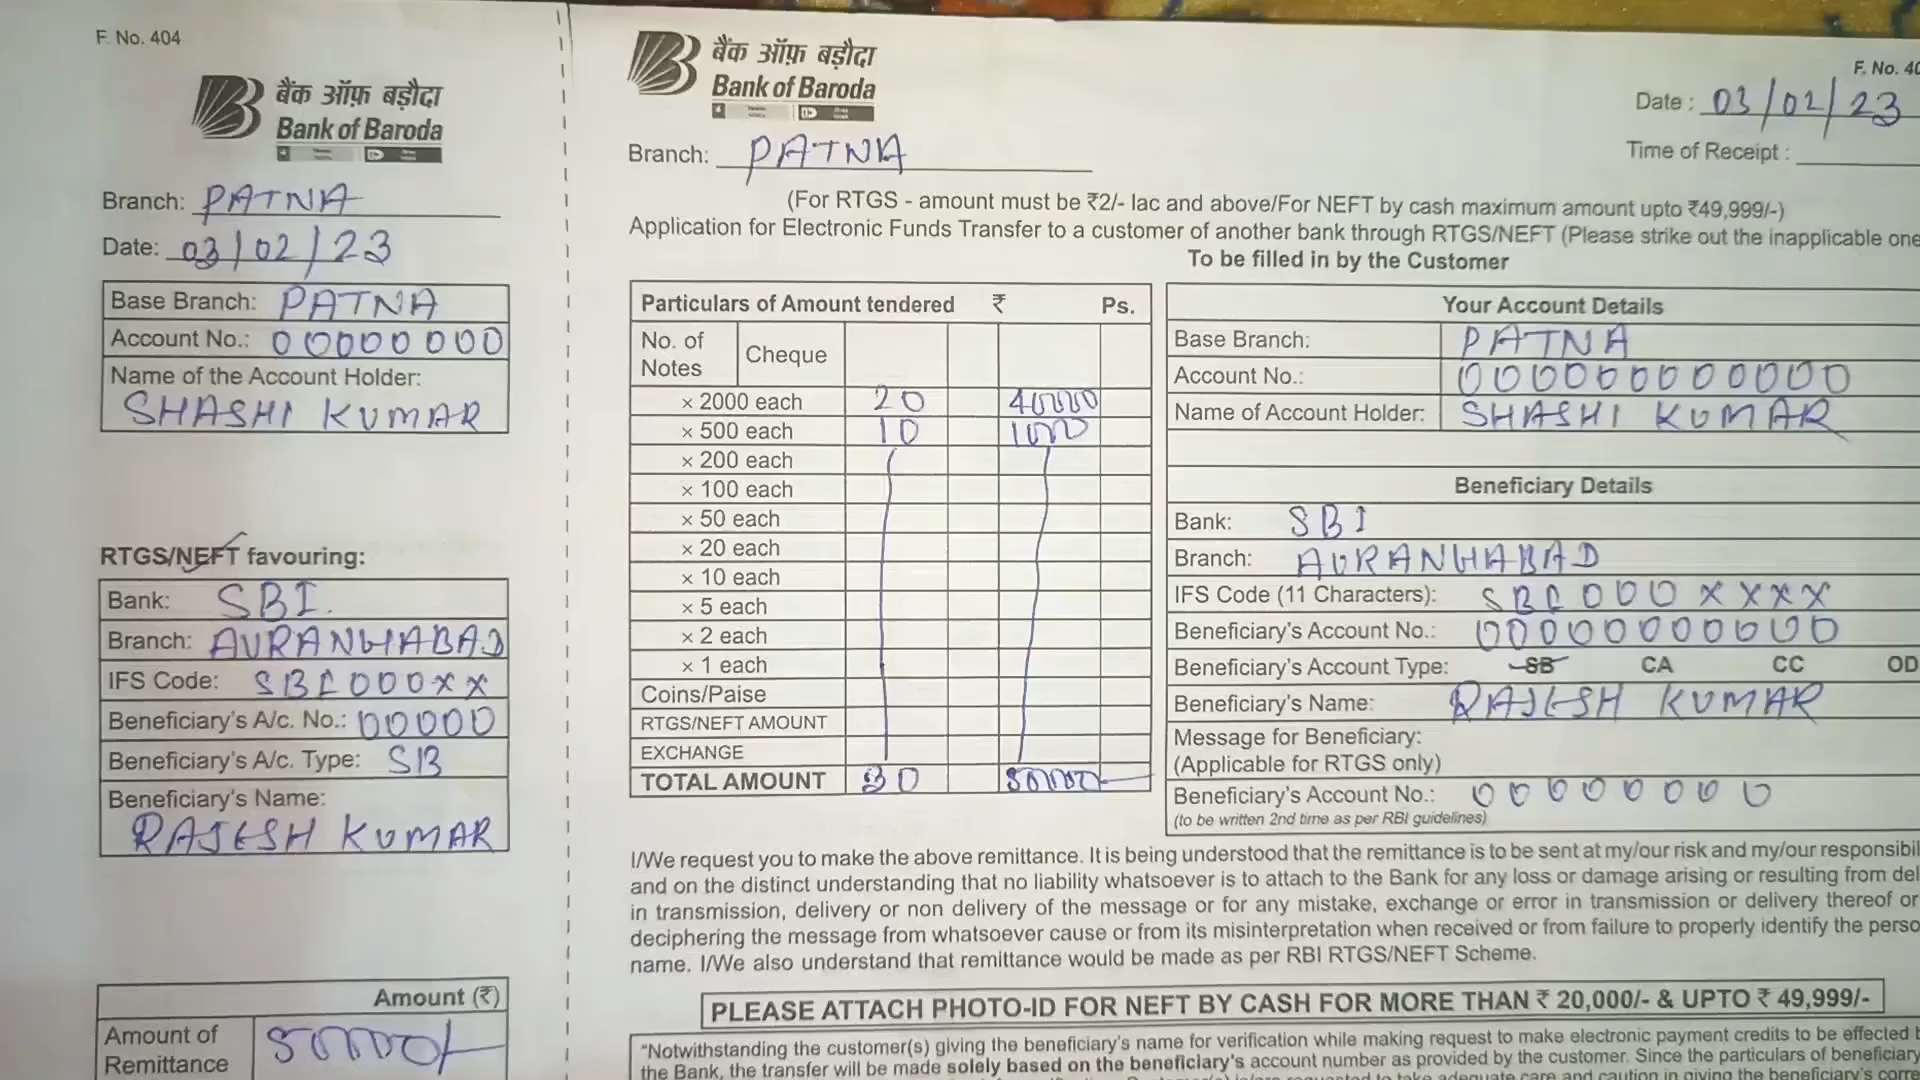 F. No. 404
बैंक ऑफ़ बड़ौदा
Bank of Baroda
Branch: PATNA
Date: 03/02/23
Base Branch: PATNA
Account No.: 00000000
Name of the Account Holder:
SHASHI KUMAR
RTGS/NEFT favouring:
Bank: SBI.
Branch: AURANGABAD
IFS Code: SBI000XX
Beneficiary's A/c. No.: 00000
Beneficiary's A/c. Type: SB
Beneficiary's Name:
RAJESH KUMAR
Amount (₹)
Amount of
Remittance 50000/-
बैंक ऑफ़ बड़ौदा
Bank of Baroda
F. No. 40
Date : 03/02/23
Branch: PATNA
Time of Receipt :
(For RTGS - amount must be ₹2/- lac and above/For NEFT by cash maximum amount upto ₹49,999/-)
Application for Electronic Funds Transfer to a customer of another bank through RTGS/NEFT (Please strike out the inapplicable one
To be filled in by the Customer
Particulars of Amount tendered ₹ Ps.
No. of Notes Cheque
× 2000 each 20 40000
× 500 each 10
× 200 each
× 100 each
× 50 each
× 20 each
× 10 each
× 5 each
× 2 each
× 1 each
Coins/Paise
RTGS/NEFT AMOUNT
EXCHANGE
TOTAL AMOUNT 30 50000
Your Account Details
Base Branch: PATNA
Account No.: 00000000000
Name of Account Holder: SHASHI KUMAR
Beneficiary Details
Bank: SBI
Branch: AURANGABAD
IFS Code (11 Characters): SBI000XXXX
Beneficiary's Account No.: 00000000000
Beneficiary's Account Type: SB CA CC OD
Beneficiary's Name: RAJESH KUMAR
Message for Beneficiary:
(Applicable for RTGS only)
Beneficiary's Account No.: 00000000
(to be written 2nd time as per RBI guidelines)
I/We request you to make the above remittance. It is being understood that the remittance is to be sent at my/our risk and my/our responsibil
and on the distinct understanding that no liability whatsoever is to attach to the Bank for any loss or damage arising or resulting from del
in transmission, delivery or non delivery of the message or for any mistake, exchange or error in transmission or delivery thereof or
deciphering the message from whatsoever cause or from its misinterpretation when received or from failure to properly identify the perso
name. I/We also understand that remittance would be made as per RBI RTGS/NEFT Scheme.
PLEASE ATTACH PHOTO-ID FOR NEFT BY CASH FOR MORE THAN ₹ 20,000/- & UPTO ₹ 49,999/-
"Notwithstanding the customer(s) giving the beneficiary's name for verification while making request to make electronic payment credits to be effected b
the Bank, the transfer will be made solely based on the beneficiary's account number as provided by the customer. Since the particulars of beneficiary